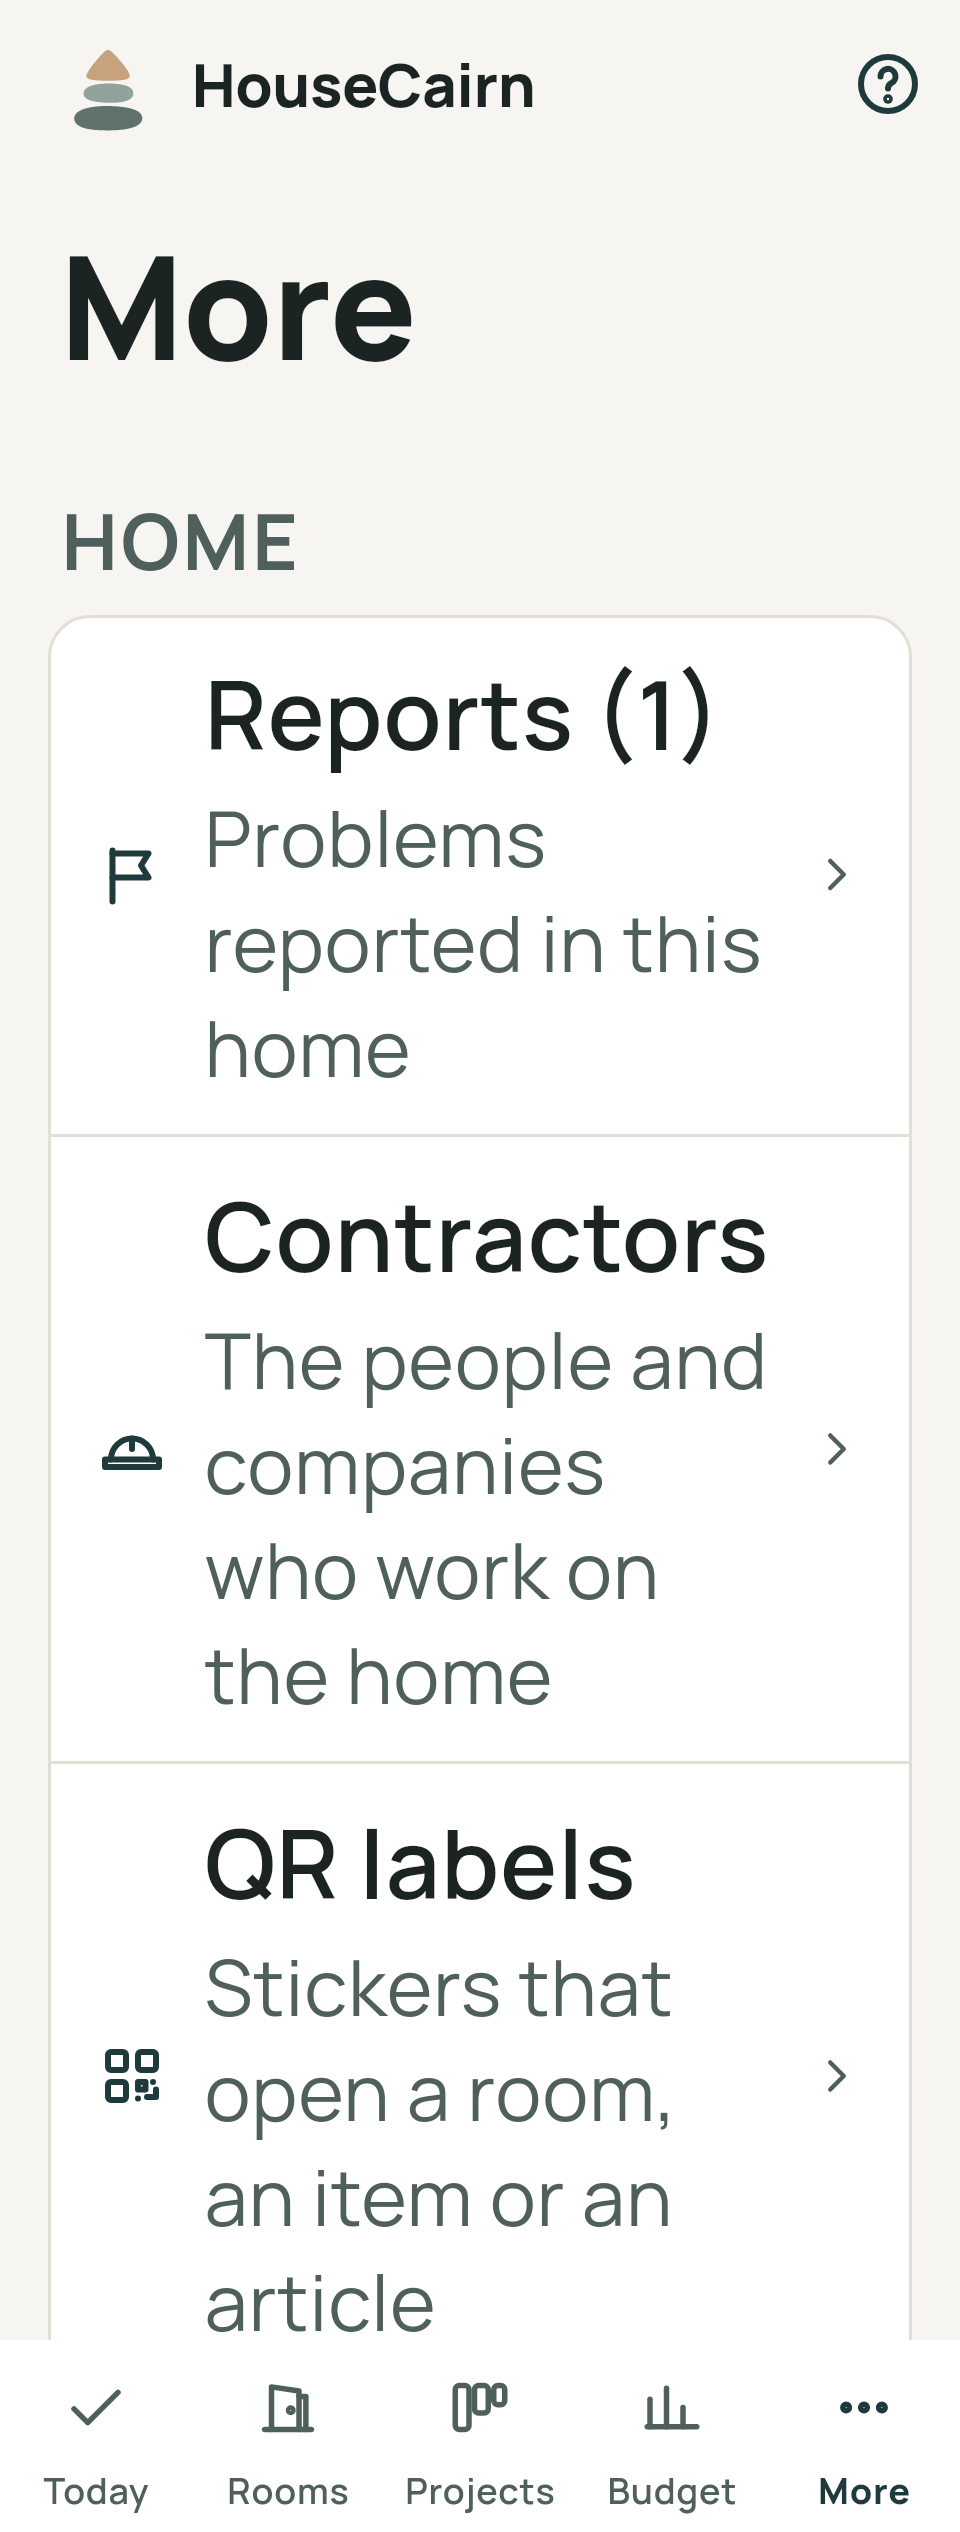 HouseCairn
More
HOME
Reports (1)
Problems
reported in this
home
Contractors
The people and
companies
who work on
the home
QR labels
Stickers that
open a room,
an item or an
article
Today
Rooms
Projects
Budget
More